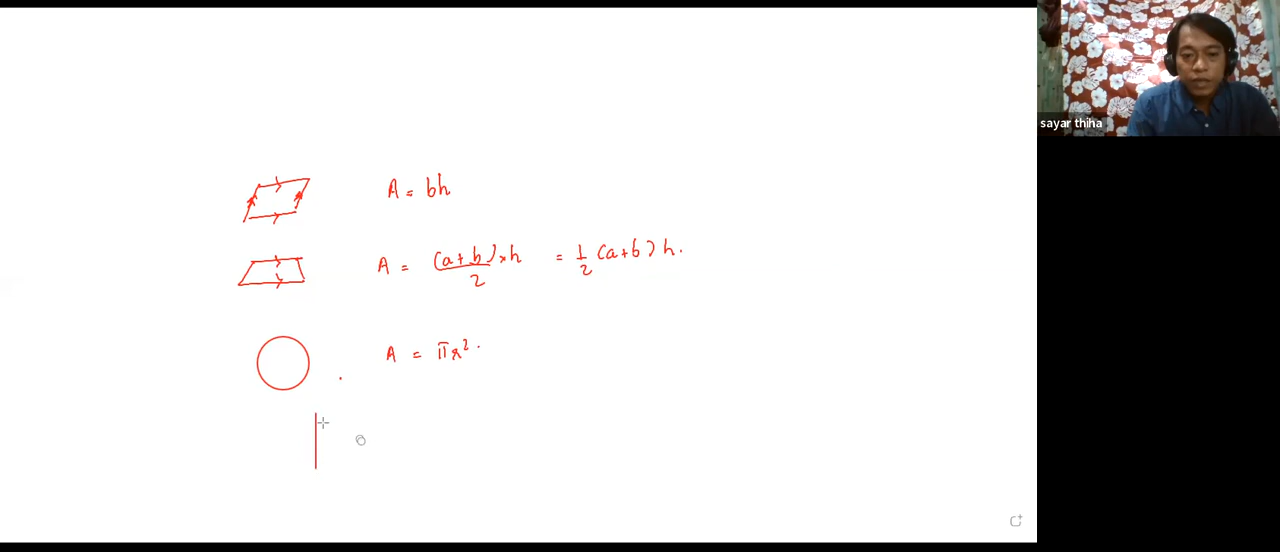 A = bh
A = (a+b)×h / 2 = 1/2 (a+b) h.
A = πr².
sayar thiha